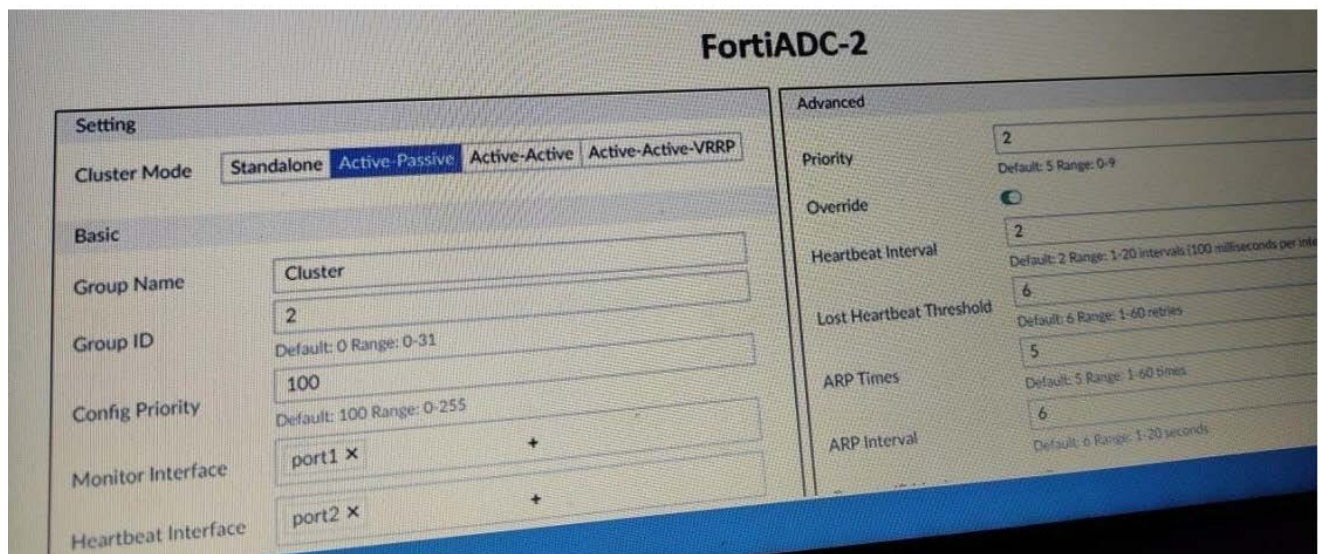 FortiADC-2
Setting
Cluster Mode Standalone Active-Passive Active-Active Active-Active-VRRP
Basic
Group Name Cluster
Group ID 2
Default: 0 Range: 0-31
Config Priority 100
Default: 100 Range: 0-255
Monitor Interface port1 × +
Heartbeat Interface port2 × +
Advanced
Priority 2
Default: 5 Range: 0-9
Override
Heartbeat Interval 2
Default: 2 Range: 1-20 intervals (100 milliseconds per
Lost Heartbeat Threshold 6
Default: 6 Range: 1-60 retries
ARP Times 5
Default: 5 Range: 1-60 times
ARP Interval 6
Default: 6 Range: 1-20 seconds